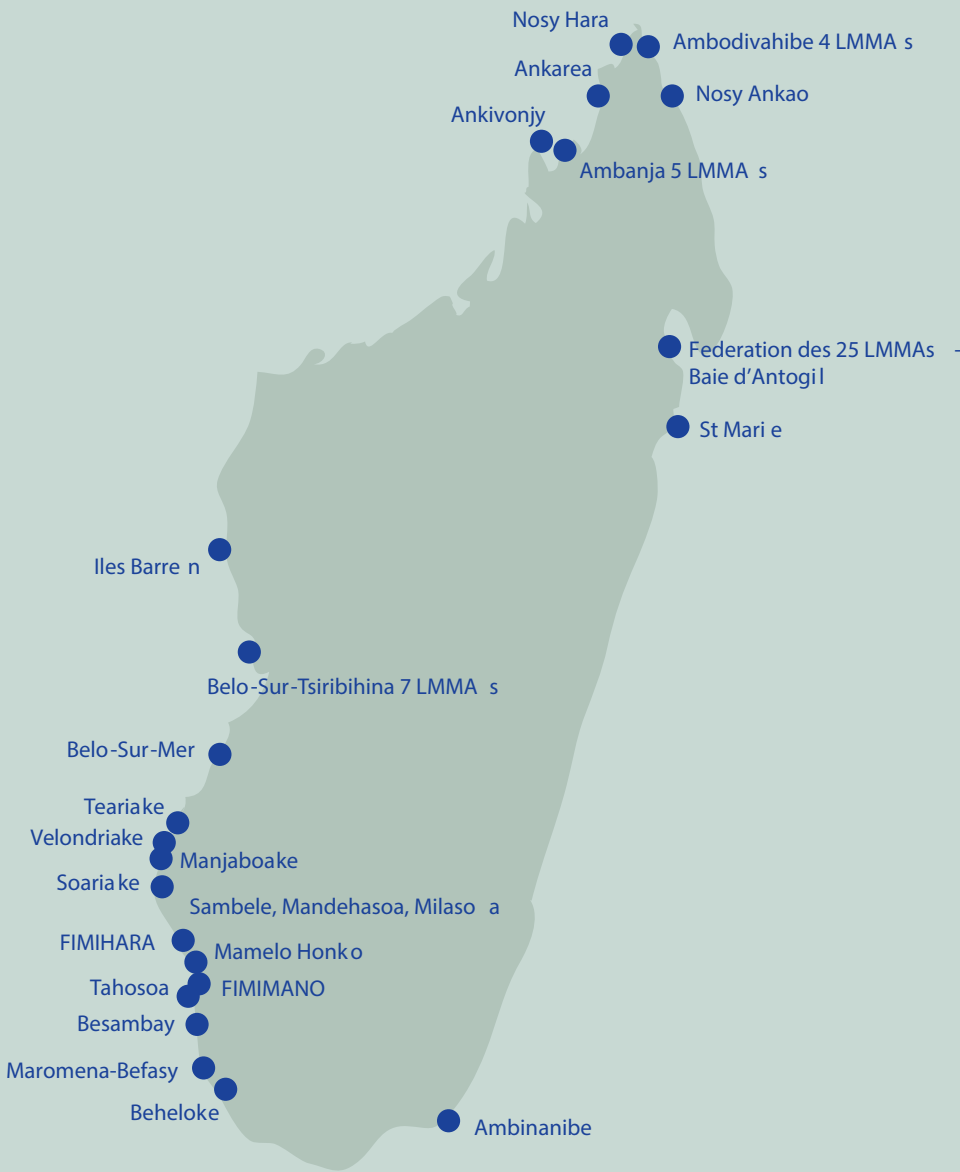 Nosy Hara
Ambodivahibe 4 LMMA s
Ankarea
Nosy Ankao
Ankivonjy
Ambanja 5 LMMA s
Federation des 25 LMMAs -
Baie d'Antogil
St Mari e
Iles Barre n
Belo-Sur-Tsiribihina 7 LMMA s
Belo-Sur-Mer
Teariake
Velondriake
Manjaboake
Soariake
Sambele, Mandehasoa, Milaso a
FIMIHARA
Mamelo Honko
Tahosoa
FIMIMANO
Besambay
Maromena-Befasy
Beheloke
Ambinanibe